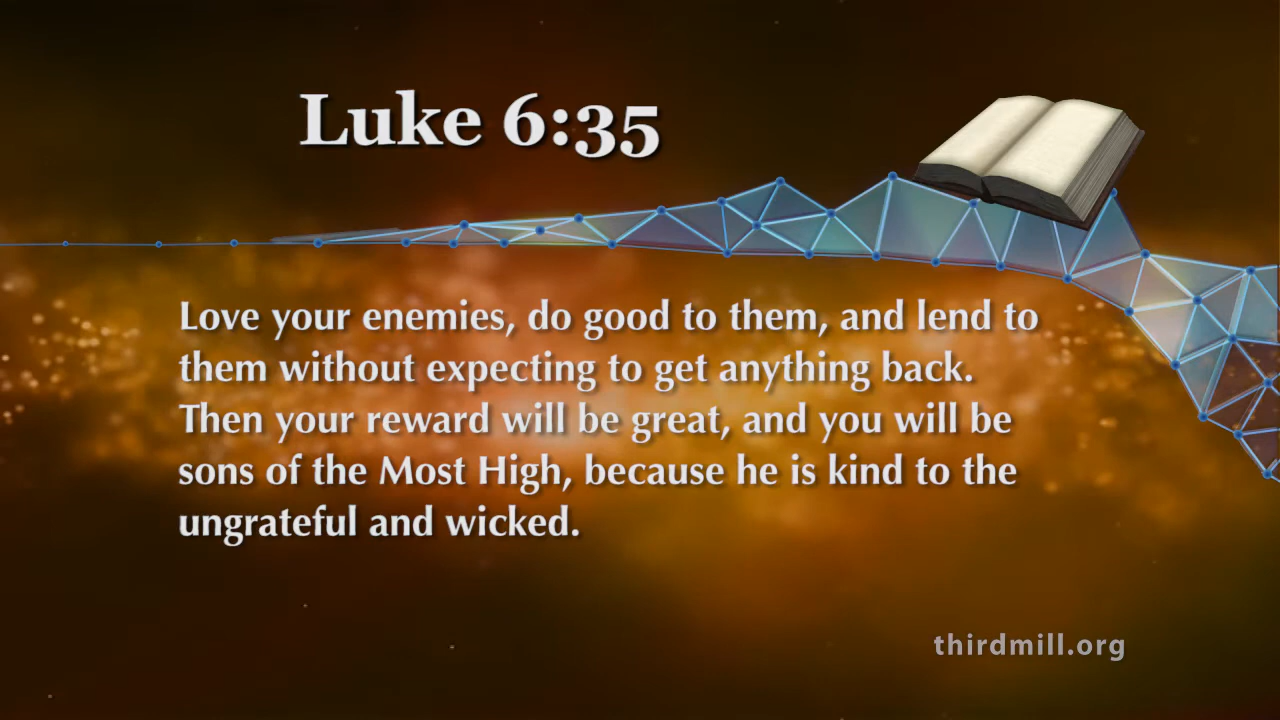 Luke 6:35
Love your enemies, do good to them, and lend to
them without expecting to get anything back.
Then your reward will be great, and you will be
sons of the Most High, because he is kind to the
ungrateful and wicked.
thirdmill.org